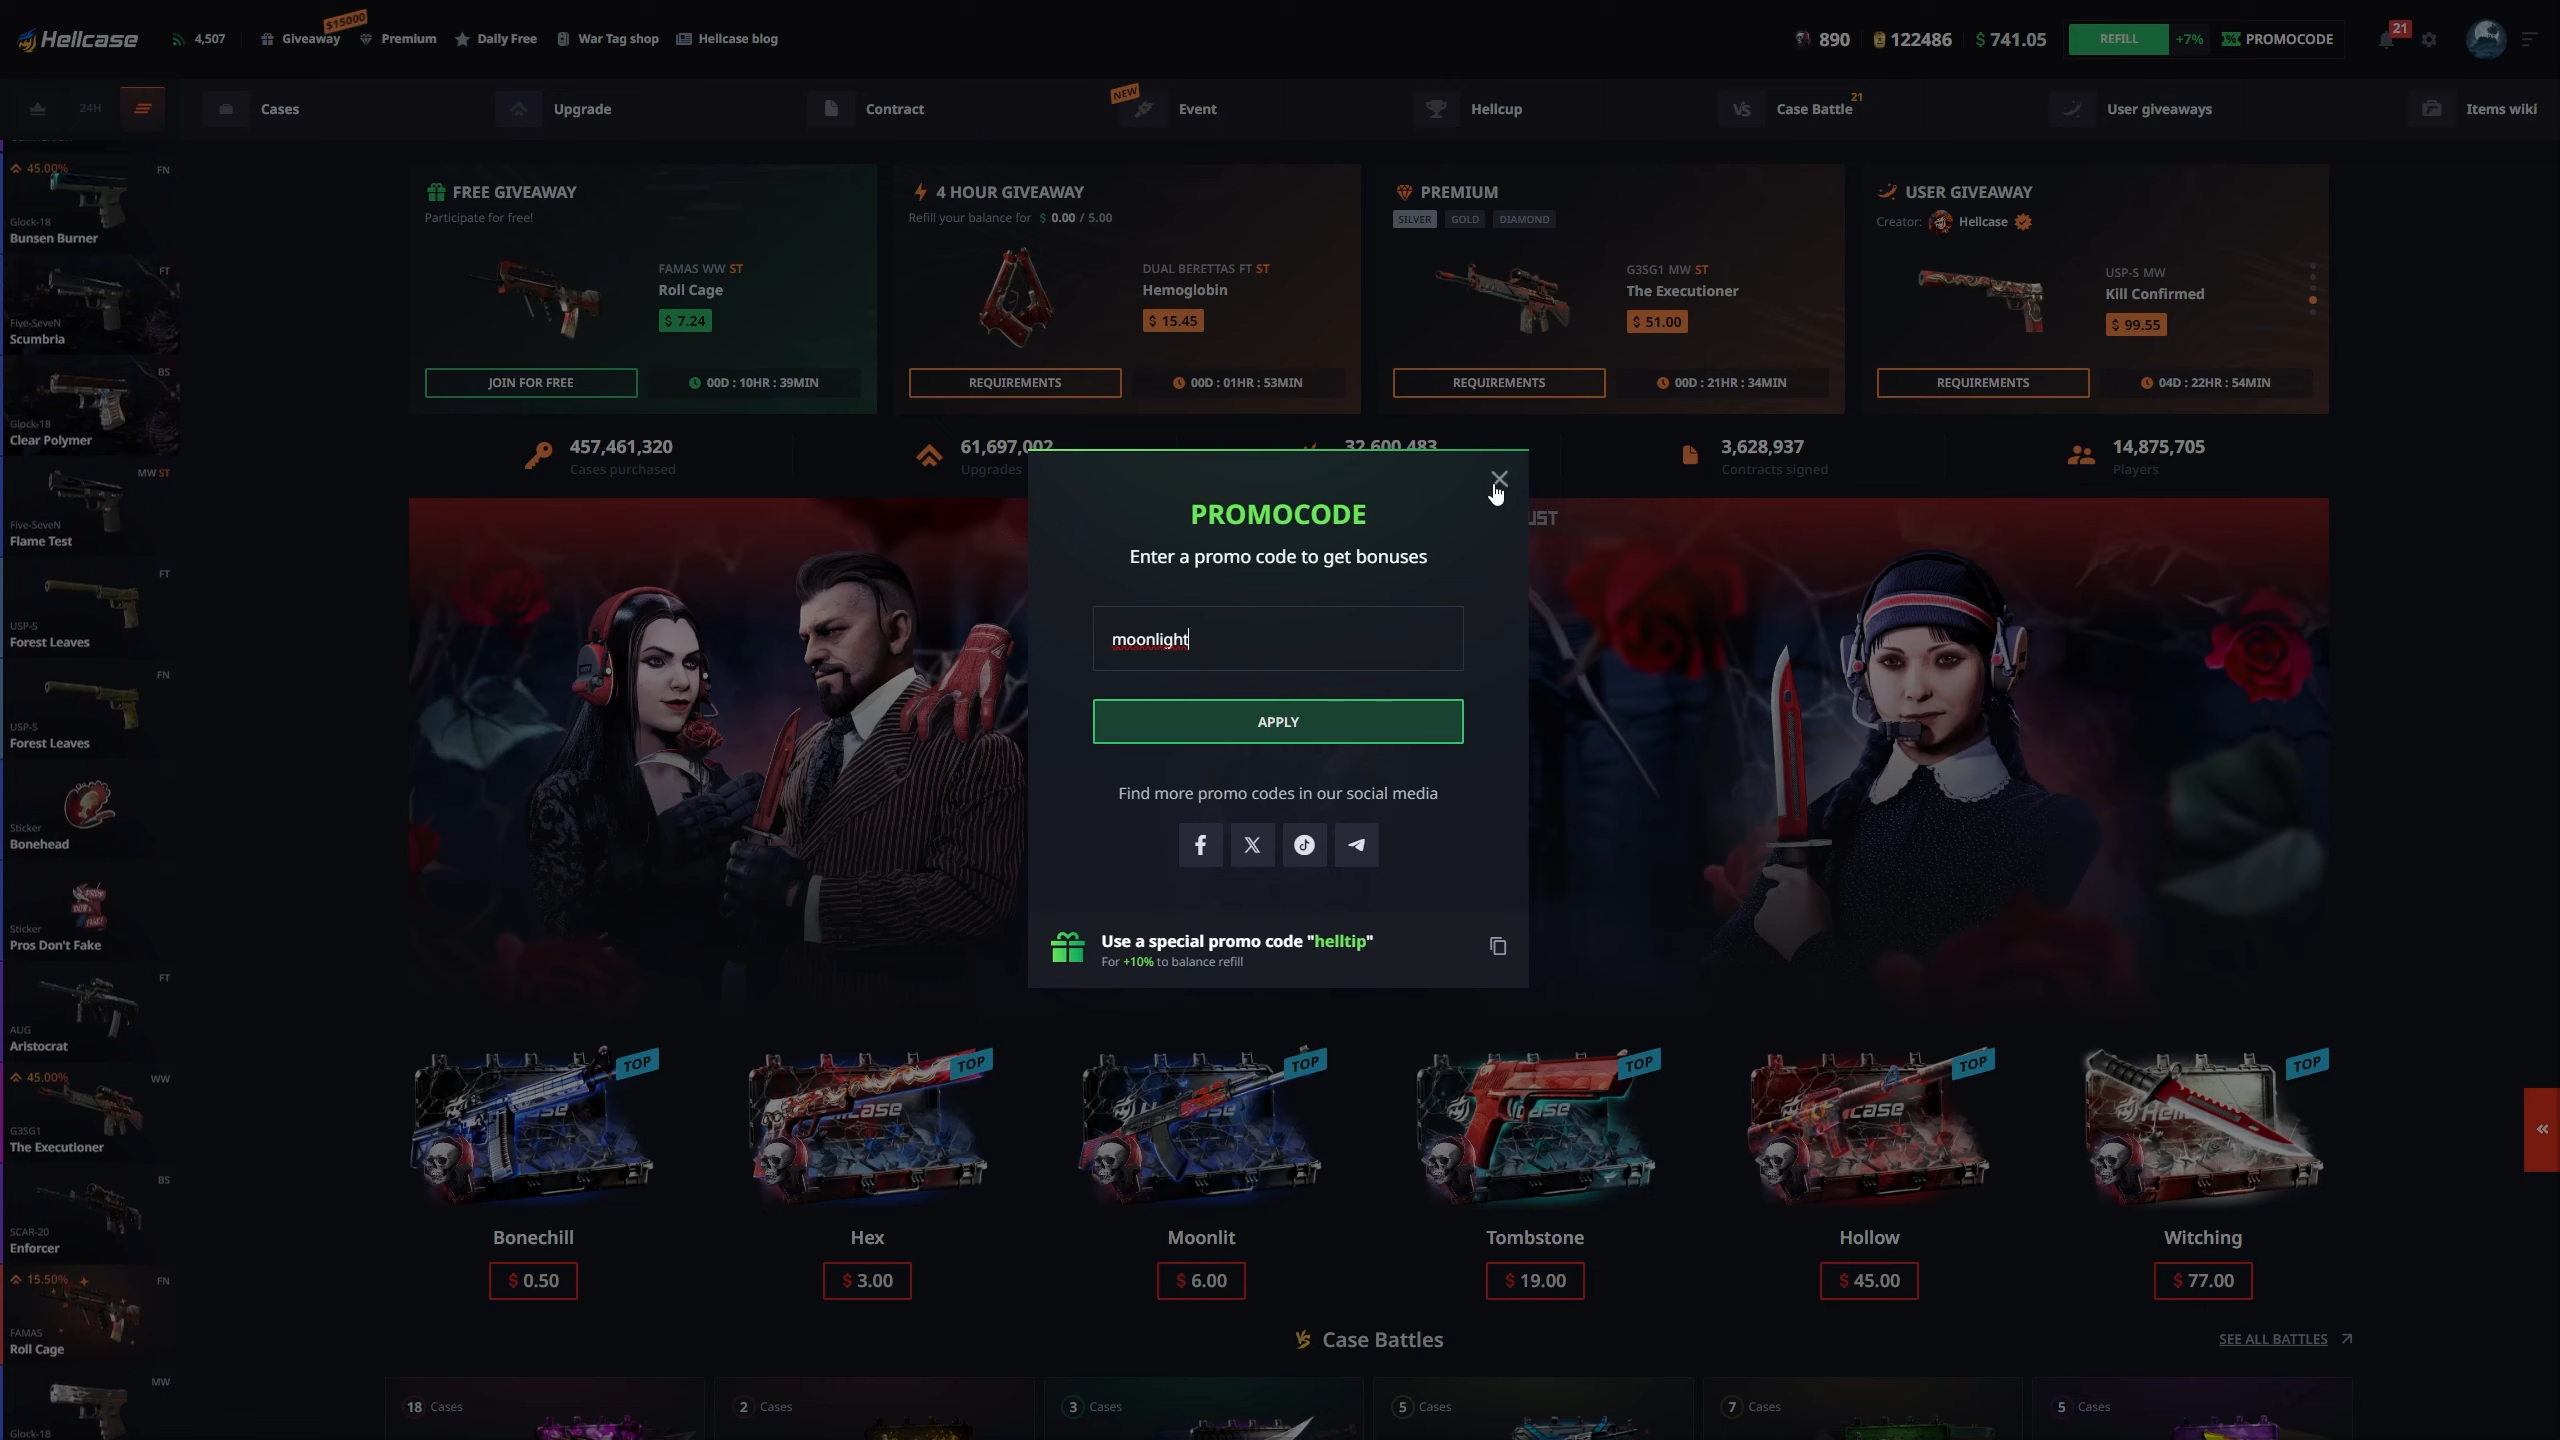 Hellcase
4,507
$15000
Giveaway
Premium
Daily Free
War Tag shop
Hellcase blog
890
122486
$ 741.05
REFILL
+7%
PROMOCODE
21
24H
Cases
Upgrade
Contract
NEW
Event
Hellcup
VS
Case Battle
21
User giveaways
Items wiki
45.00%
FN
Glock-18
Bunsen Burner
FT
Five-SeveN
Scumbria
BS
Glock-18
Clear Polymer
MW ST
Five-SeveN
Flame Test
FT
USP-S
Forest Leaves
FN
USP-S
Forest Leaves
Sticker
Bonehead
Sticker
Pros Don't Fake
FT
AUG
Aristocrat
45.00%
WW
G3SG1
The Executioner
BS
SCAR-20
Enforcer
15.50%
FN
FAMAS
Roll Cage
MW
Glock-18
FREE GIVEAWAY
Participate for free!
FAMAS WW ST
Roll Cage
$ 7.24
JOIN FOR FREE
00D : 10HR : 39MIN
4 HOUR GIVEAWAY
Refill your balance for $ 0.00 / 5.00
DUAL BERETTAS FT ST
Hemoglobin
$ 15.45
REQUIREMENTS
00D : 01HR : 53MIN
PREMIUM
SILVER
GOLD
DIAMOND
G3SG1 MW ST
The Executioner
$ 51.00
REQUIREMENTS
00D : 21HR : 34MIN
USER GIVEAWAY
Creator: Hellcase
USP-S MW
Kill Confirmed
$ 99.55
REQUIREMENTS
04D : 22HR : 54MIN
457,461,320
Cases purchased
61,697,002
Upgrades
32,600,483
3,628,937
Contracts signed
14,875,705
Players
PROMOCODE
Enter a promo code to get bonuses
moonlight
APPLY
Find more promo codes in our social media
Use a special promo code "helltip"
For +10% to balance refill
TOP
Bonechill
$ 0.50
TOP
Hex
$ 3.00
TOP
Moonlit
$ 6.00
TOP
Tombstone
$ 19.00
TOP
Hollow
$ 45.00
TOP
Witching
$ 77.00
Case Battles
SEE ALL BATTLES
18 Cases
2 Cases
3 Cases
5 Cases
7 Cases
5 Cases